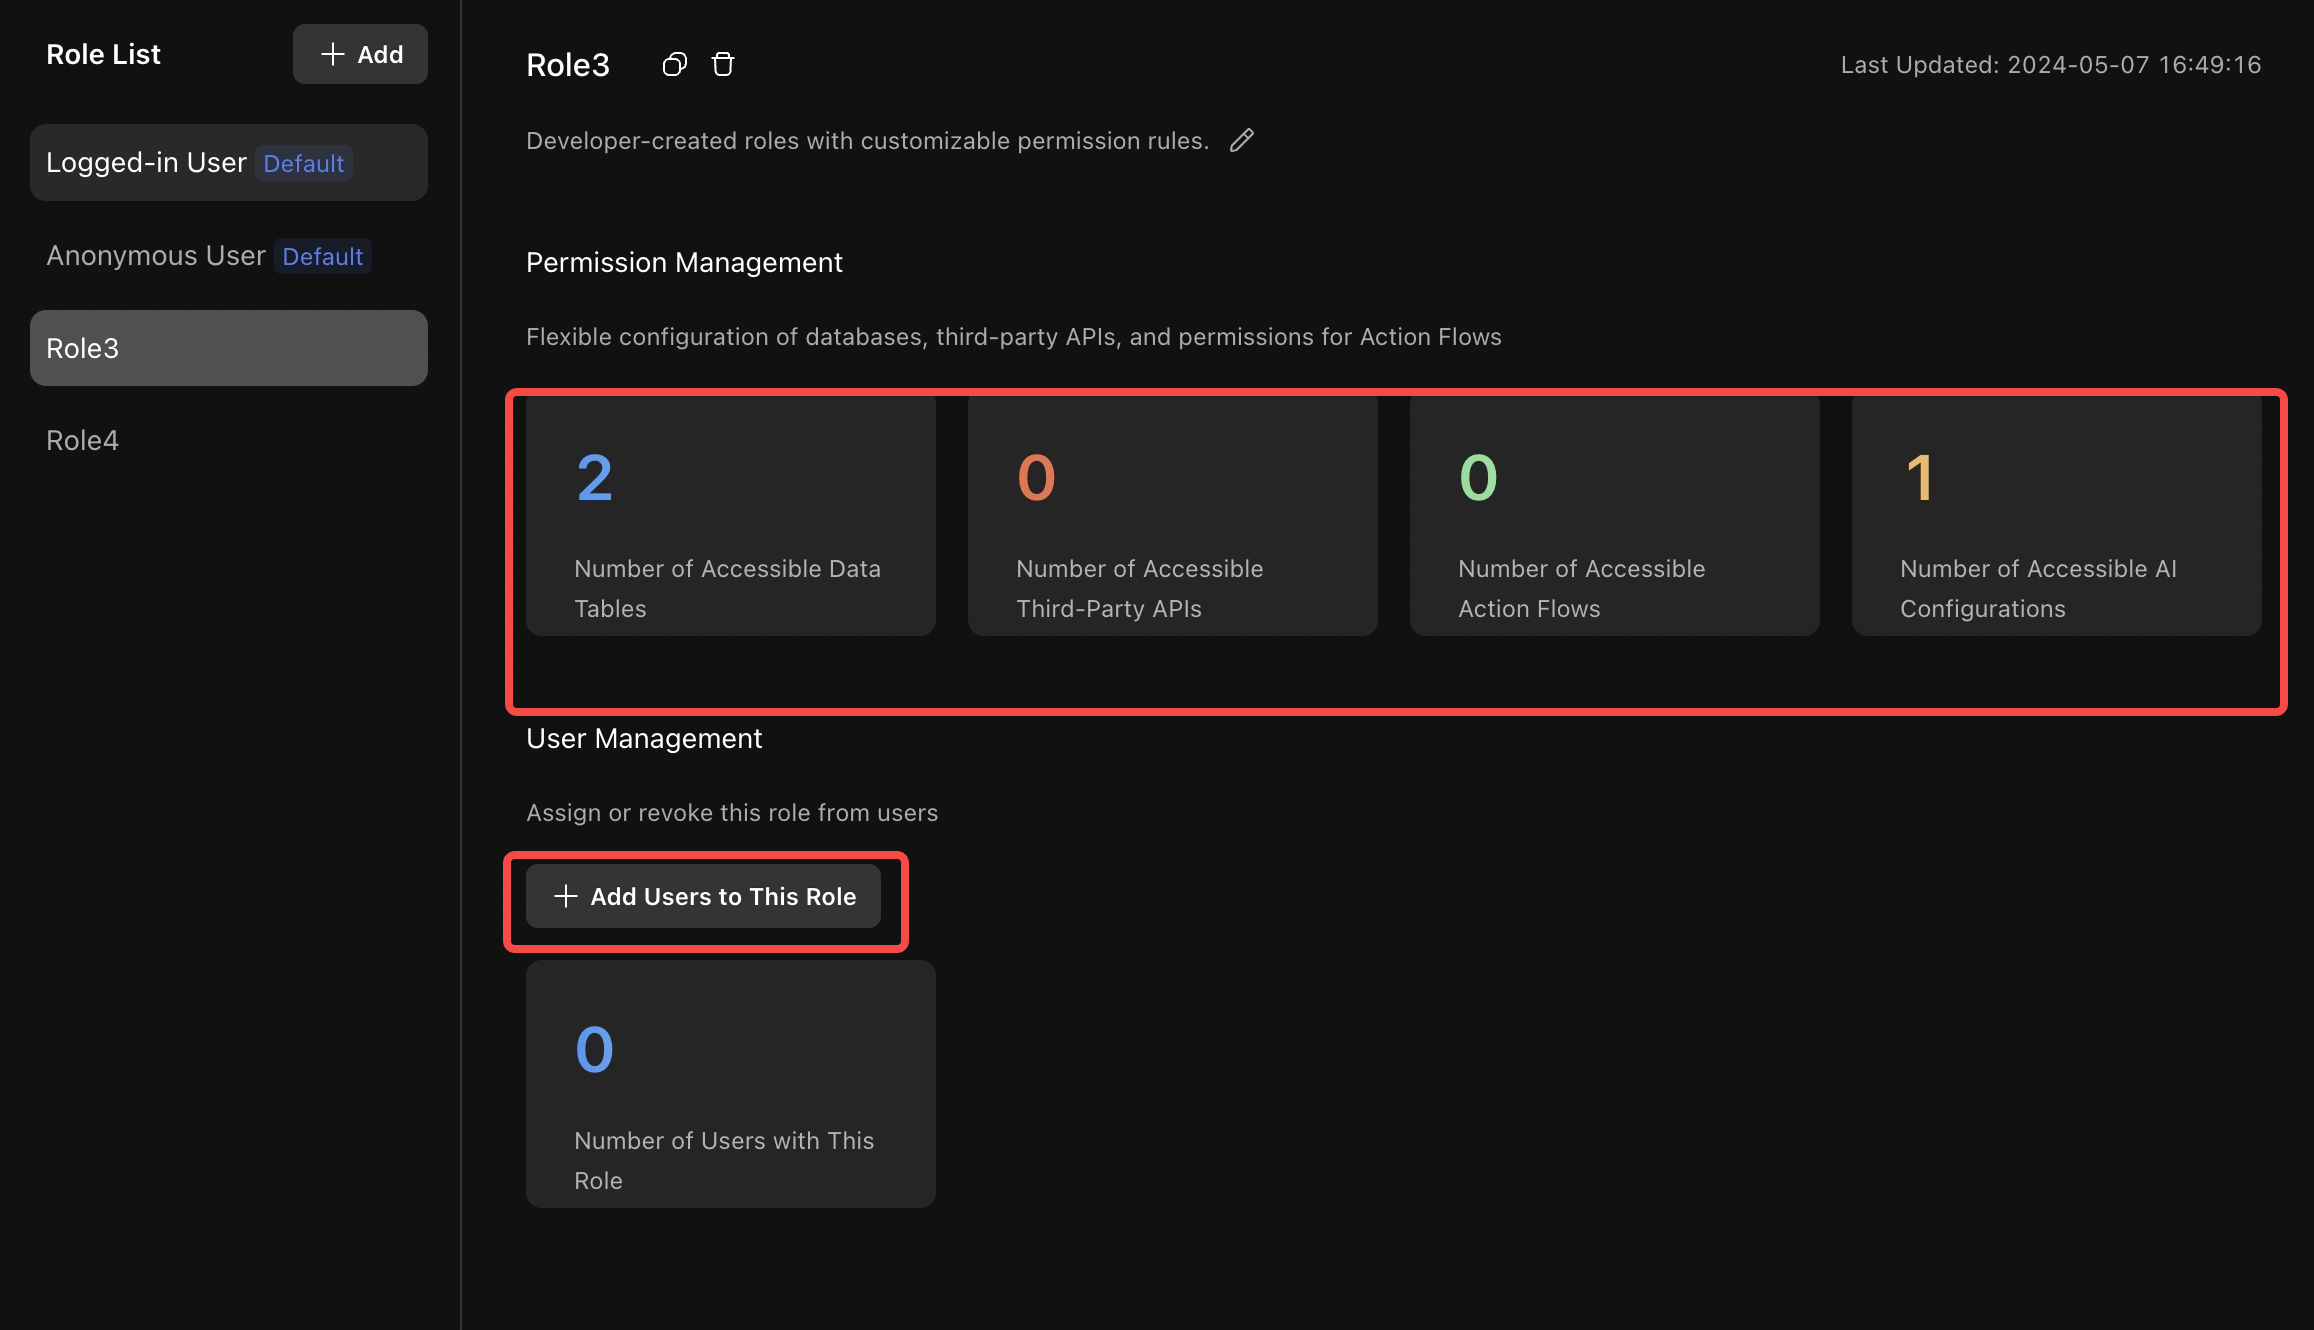 Role List
Add
Logged-in User Default
Anonymous User Default
Role3
Role4
Role3
Last Updated: 2024-05-07 16:49:16
Developer-created roles with customizable permission rules.
Permission Management
Flexible configuration of databases, third-party APIs, and permissions for Action Flows
2
Number of Accessible Data
Tables
0
Number of Accessible
Third-Party APIs
0
Number of Accessible
Action Flows
1
Number of Accessible AI
Configurations
User Management
Assign or revoke this role from users
Add Users to This Role
0
Number of Users with This
Role